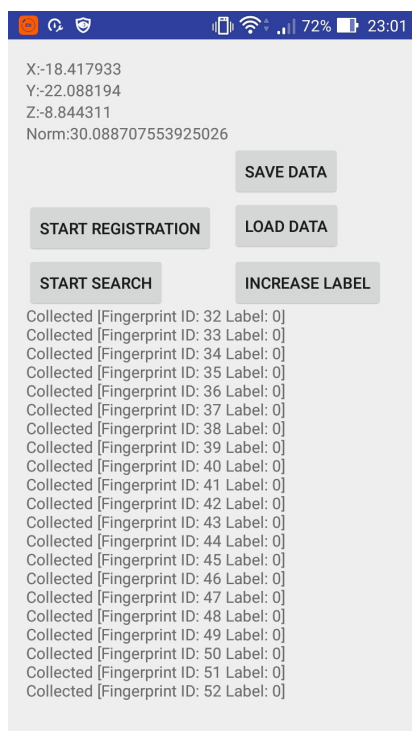 72% 23:01
X:-18.417933
Y:-22.088194
Z:-8.844311
Norm:30.088707553925026
SAVE DATA
START REGISTRATION
LOAD DATA
START SEARCH
INCREASE LABEL
Collected [Fingerprint ID: 32 Label: 0]
Collected [Fingerprint ID: 33 Label: 0]
Collected [Fingerprint ID: 34 Label: 0]
Collected [Fingerprint ID: 35 Label: 0]
Collected [Fingerprint ID: 36 Label: 0]
Collected [Fingerprint ID: 37 Label: 0]
Collected [Fingerprint ID: 38 Label: 0]
Collected [Fingerprint ID: 39 Label: 0]
Collected [Fingerprint ID: 40 Label: 0]
Collected [Fingerprint ID: 41 Label: 0]
Collected [Fingerprint ID: 42 Label: 0]
Collected [Fingerprint ID: 43 Label: 0]
Collected [Fingerprint ID: 44 Label: 0]
Collected [Fingerprint ID: 45 Label: 0]
Collected [Fingerprint ID: 46 Label: 0]
Collected [Fingerprint ID: 47 Label: 0]
Collected [Fingerprint ID: 48 Label: 0]
Collected [Fingerprint ID: 49 Label: 0]
Collected [Fingerprint ID: 50 Label: 0]
Collected [Fingerprint ID: 51 Label: 0]
Collected [Fingerprint ID: 52 Label: 0]